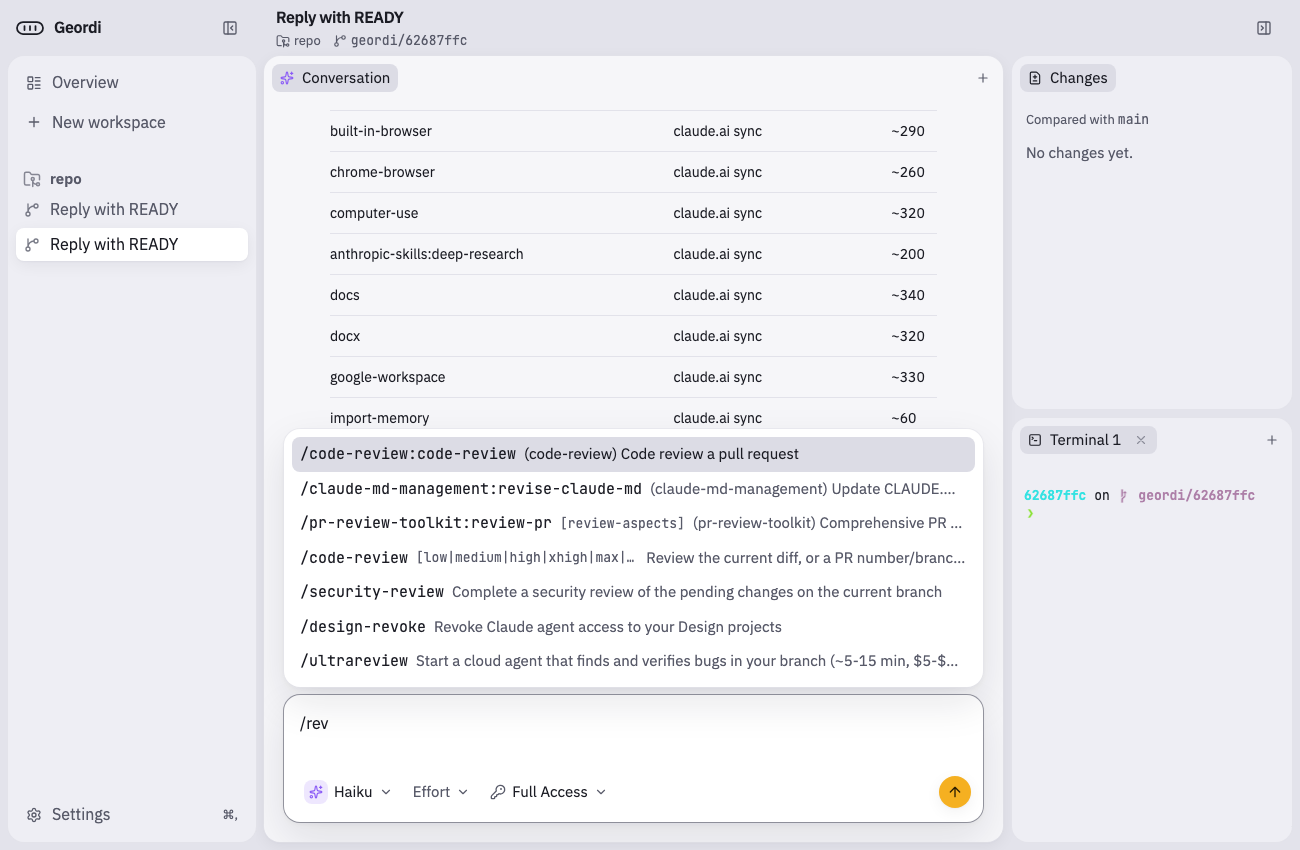 Geordi
Reply with READY
repo geordi/62687ffc
Overview
New workspace
repo
Reply with READY
Reply with READY
Settings ⌘,
Conversation
built-in-browser claude.ai sync ~290
chrome-browser claude.ai sync ~260
computer-use claude.ai sync ~320
anthropic-skills:deep-research claude.ai sync ~200
docs claude.ai sync ~340
docx claude.ai sync ~320
google-workspace claude.ai sync ~330
import-memory claude.ai sync ~60
/code-review:code-review (code-review) Code review a pull request
/claude-md-management:revise-claude-md (claude-md-management) Update CLAUDE....
/pr-review-toolkit:review-pr [review-aspects] (pr-review-toolkit) Comprehensive PR ...
/code-review [low|medium|high|xhigh|max|… Review the current diff, or a PR number/branc...
/security-review Complete a security review of the pending changes on the current branch
/design-revoke Revoke Claude agent access to your Design projects
/ultrareview Start a cloud agent that finds and verifies bugs in your branch (~5-15 min, $5-$...
/rev
Haiku Effort Full Access
Changes
Compared with main
No changes yet.
Terminal 1
62687ffc on geordi/62687ffc
❯